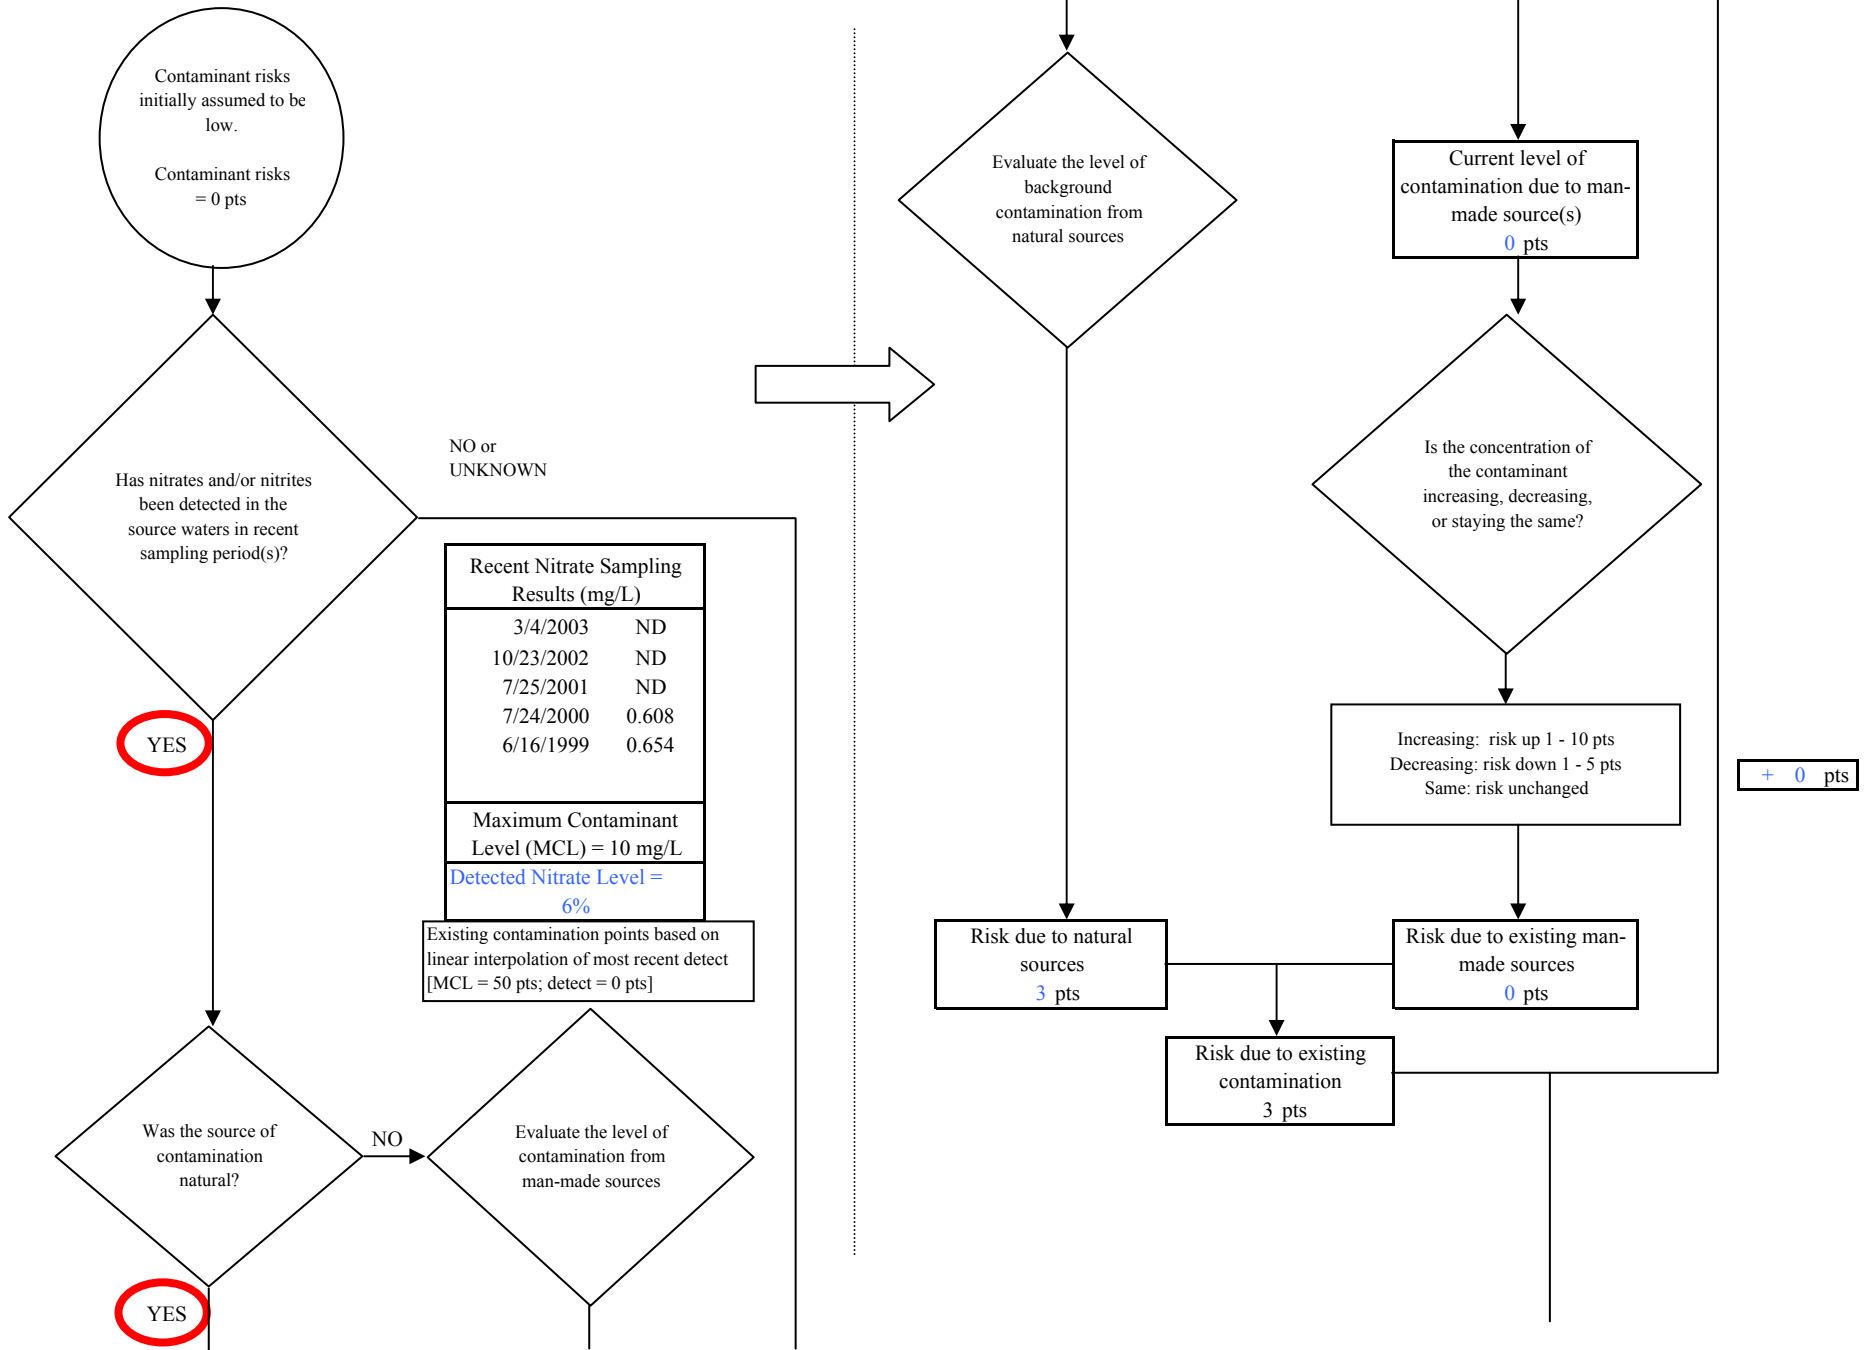 Contaminant risks
initially assumed to be
low.
Contaminant risks
= 0 pts
Has nitrates and/or nitrites
been detected in the
source waters in recent
sampling period(s)?
NO or
UNKNOWN
YES
Recent Nitrate Sampling
Results (mg/L)
3/4/2003 ND
10/23/2002 ND
7/25/2001 ND
7/24/2000 0.608
6/16/1999 0.654
Maximum Contaminant
Level (MCL) = 10 mg/L
Detected Nitrate Level =
6%
Existing contamination points based on
linear interpolation of most recent detect
[MCL = 50 pts; detect = 0 pts]
Was the source of
contamination
natural?
NO
Evaluate the level of
contamination from
man-made sources
YES
Evaluate the level of
background
contamination from
natural sources
Current level of
contamination due to man-
made source(s)
0 pts
Is the concentration of
the contaminant
increasing, decreasing,
or staying the same?
Increasing: risk up 1 - 10 pts
Decreasing: risk down 1 - 5 pts
Same: risk unchanged
+ 0 pts
Risk due to natural
sources
3 pts
Risk due to existing man-
made sources
0 pts
Risk due to existing
contamination
3 pts